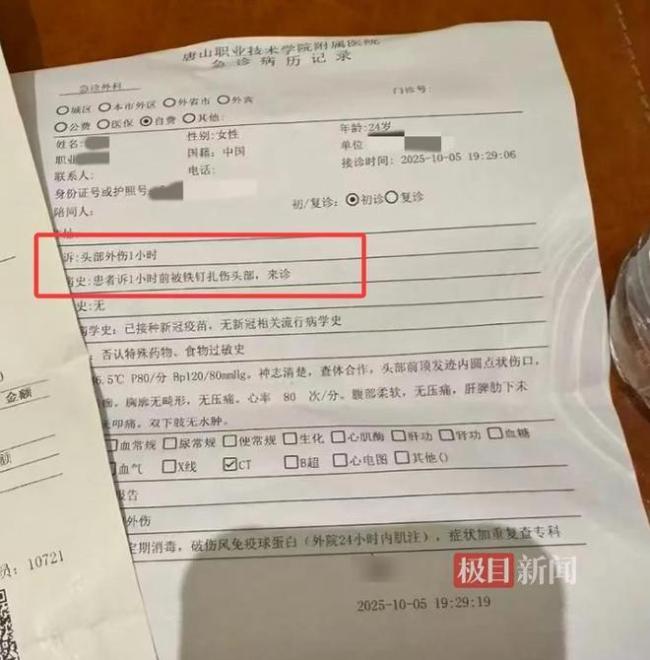 唐山职业技术学院附属医院
急诊病历记录
急诊外科
门诊号:
城区 本市外区 外省市 外宾
公费 医保 自费 其他:
姓名: 性别:女性 年龄:24岁
职业 国籍:中国 单位
联系人: 电话: 接诊时间: 2025-10-05 19:29:06
身份证号或护照号:
陪同人: 初/复诊: 初诊 复诊
诉:头部外伤1小时
病史:患者诉1小时前被铁钉扎伤头部,来诊
史:无
病学史:已接种新冠疫苗,无新冠相关流行病学史
否认特殊药物、食物过敏史
6.5℃ P80/分 Bp120/80mmHg,神志清楚,查体合作,头部前顶发迹内圆点状伤口,
胸廓无畸形,无压痛,心率 80 次/分。腹部柔软,无压痛,肝脾肋下未
叩痛。双下肢无水肿。
血常规 尿常规 便常规 生化 心肌酶 肝功 肾功 血糖
血气 X线 CT B超 心电图 其他()
报告
外伤
定期消毒,破伤风免疫球蛋白(外院24小时内肌注),症状加重复查专科
2025-10-05 19:29:19
金额
员: 10721
极目新闻